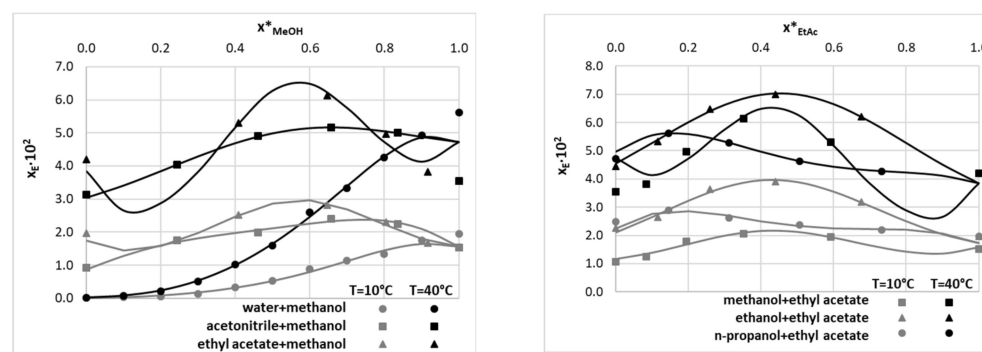 x*MeOH
0.0 0.2 0.4 0.6 0.8 1.0
7.0
6.0
5.0
4.0
3.0
2.0
1.0
0.0
xE·10²
T=10°C T=40°C
water+methanol
acetonitrile+methanol
ethyl acetate+methanol
x*EtAc
0.0 0.2 0.4 0.6 0.8 1.0
8.0
7.0
6.0
5.0
4.0
3.0
2.0
1.0
0.0
xE·10²
T=10°C T=40°C
methanol+ethyl acetate
ethanol+ethyl acetate
n-propanol+ethyl acetate